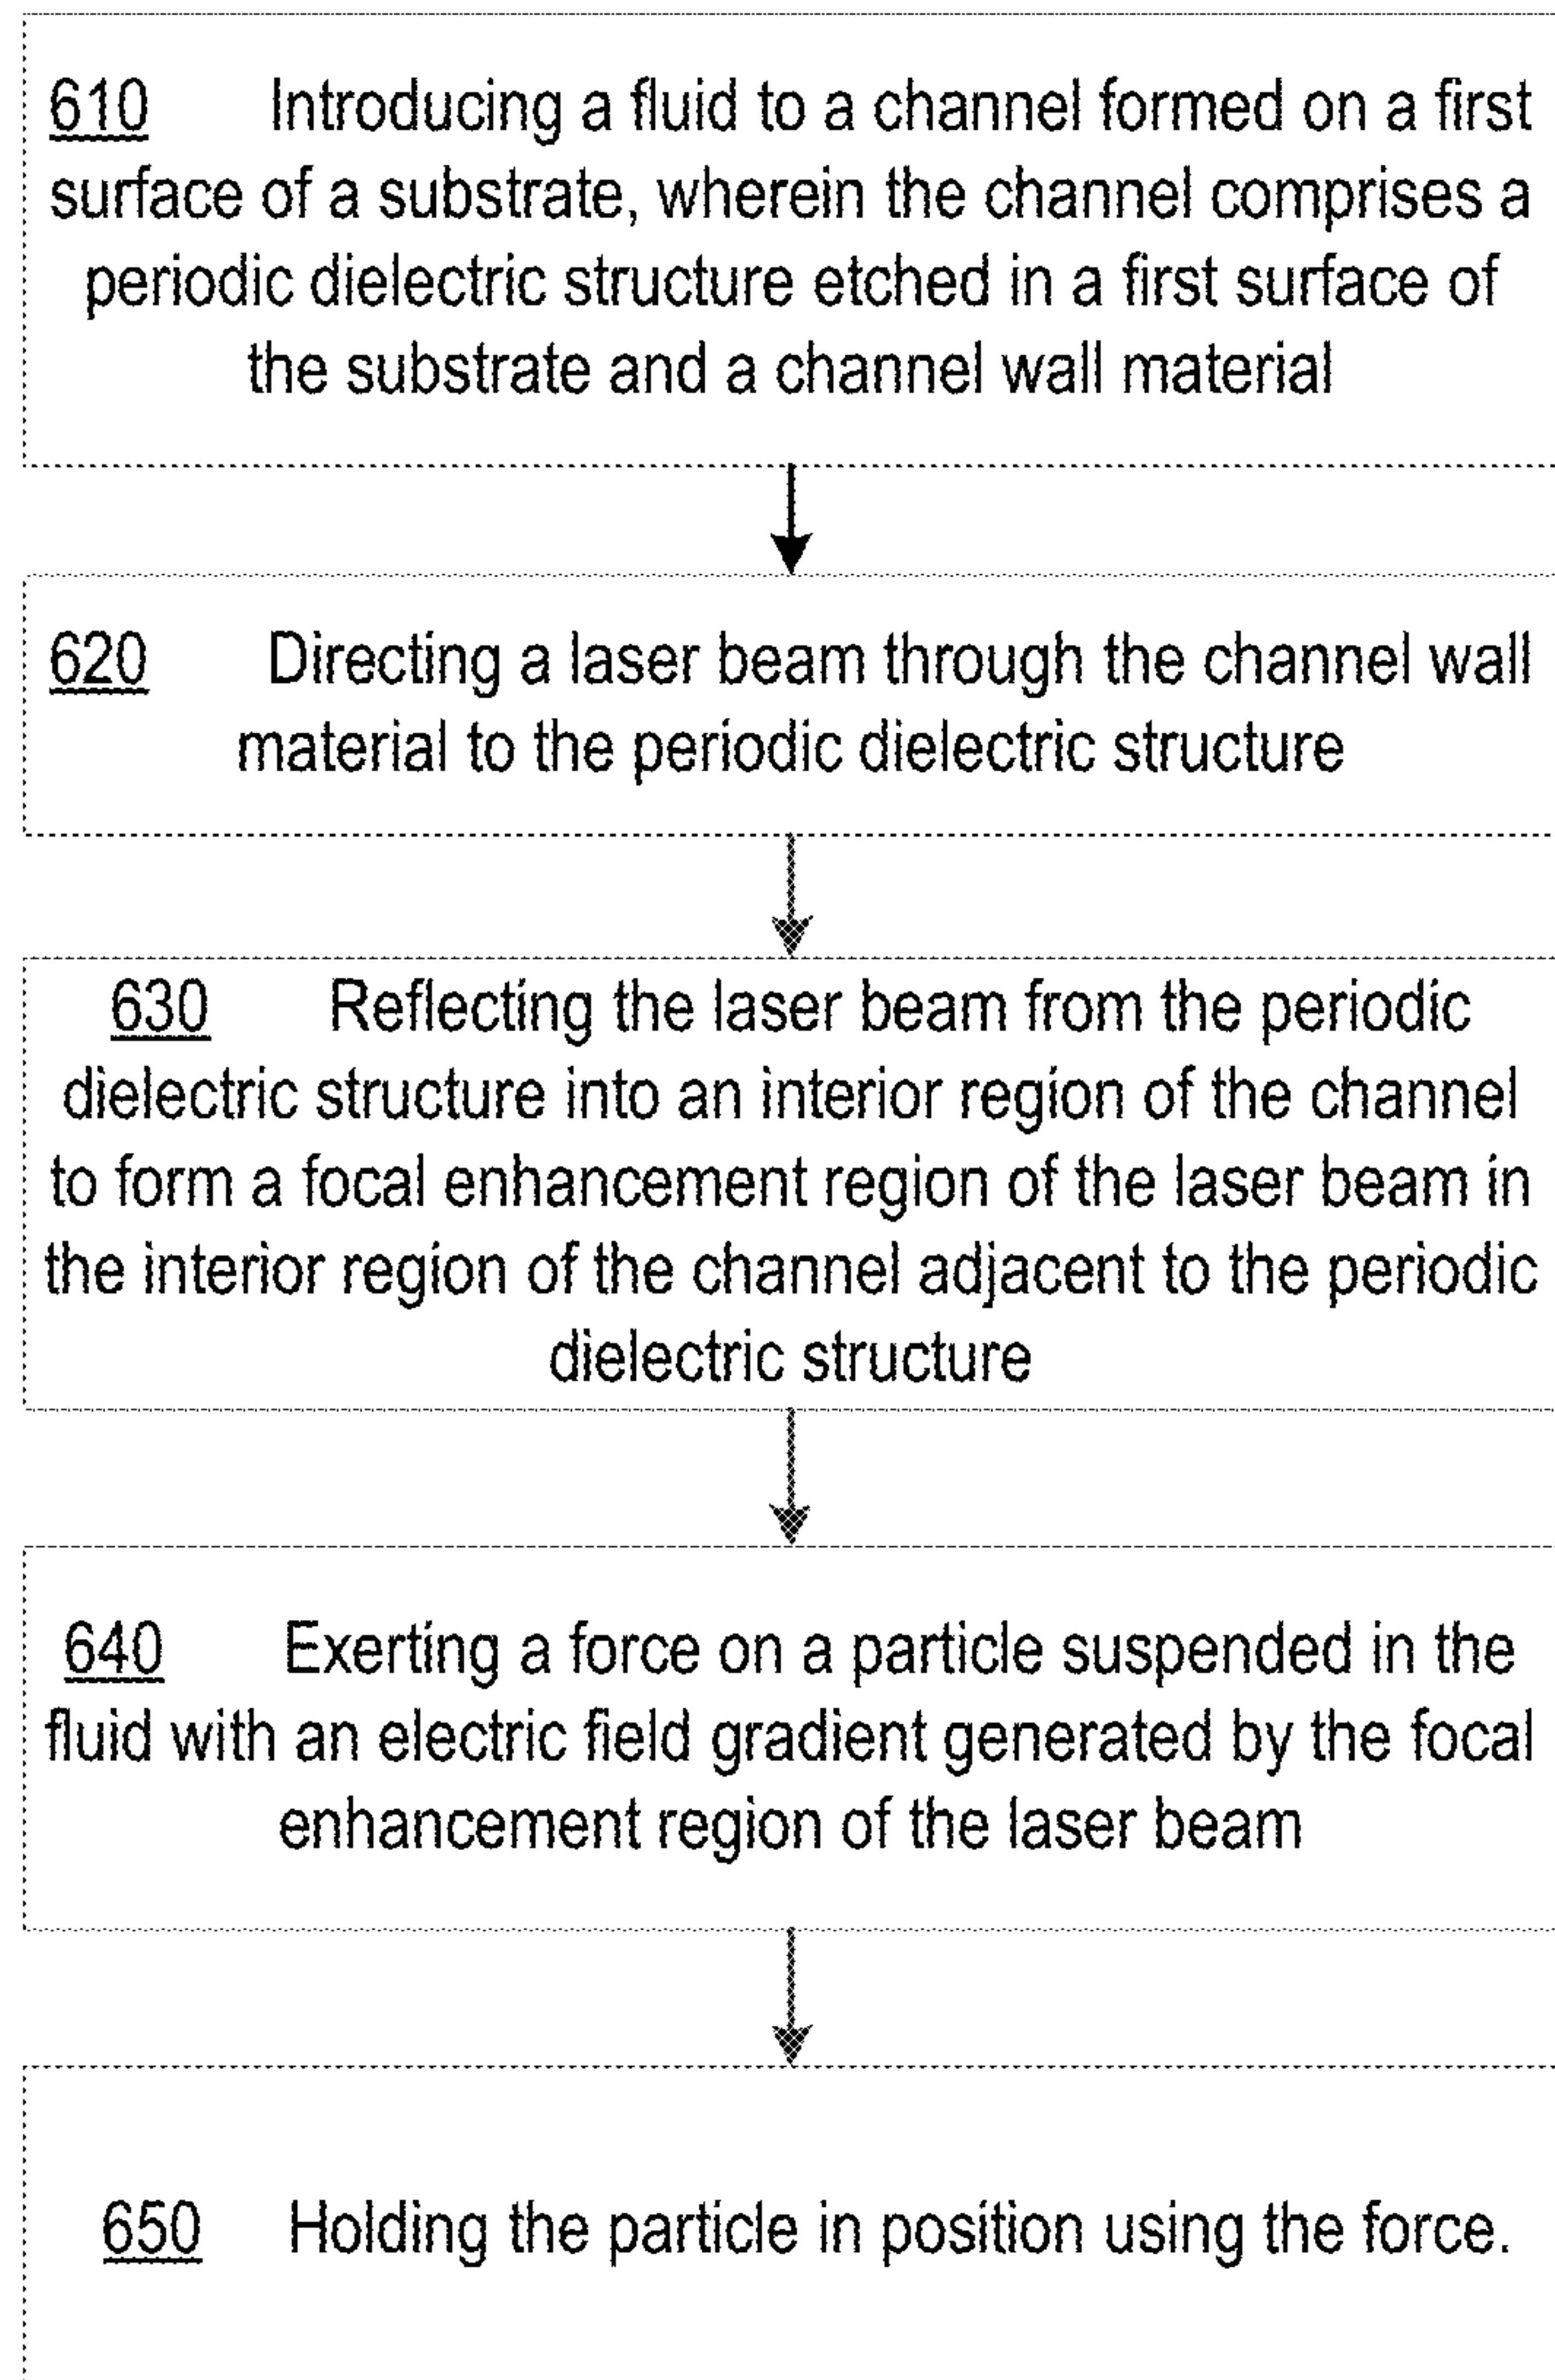 610 Introducing a fluid to a channel formed on a first
surface of a substrate, wherein the channel comprises a
periodic dielectric structure etched in a first surface of
the substrate and a channel wall material
620 Directing a laser beam through the channel wall
material to the periodic dielectric structure
630 Reflecting the laser beam from the periodic
dielectric structure into an interior region of the channel
to form a focal enhancement region of the laser beam in
the interior region of the channel adjacent to the periodic
dielectric structure
640 Exerting a force on a particle suspended in the
fluid with an electric field gradient generated by the focal
enhancement region of the laser beam
650 Holding the particle in position using the force.